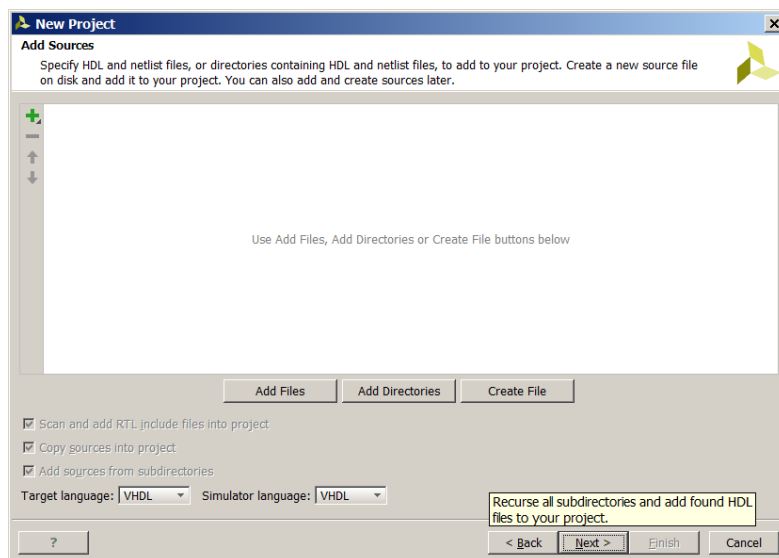 New Project
Add Sources
Specify HDL and netlist files, or directories containing HDL and netlist files, to add to your project. Create a new source file
on disk and add it to your project. You can also add and create sources later.
Use Add Files, Add Directories or Create File buttons below
Add Files Add Directories Create File
Scan and add RTL include files into project
Copy sources into project
Add sources from subdirectories
Target language: VHDL Simulator language: VHDL
Recurse all subdirectories and add found HDL
files to your project.
? < Back Next > Finish Cancel